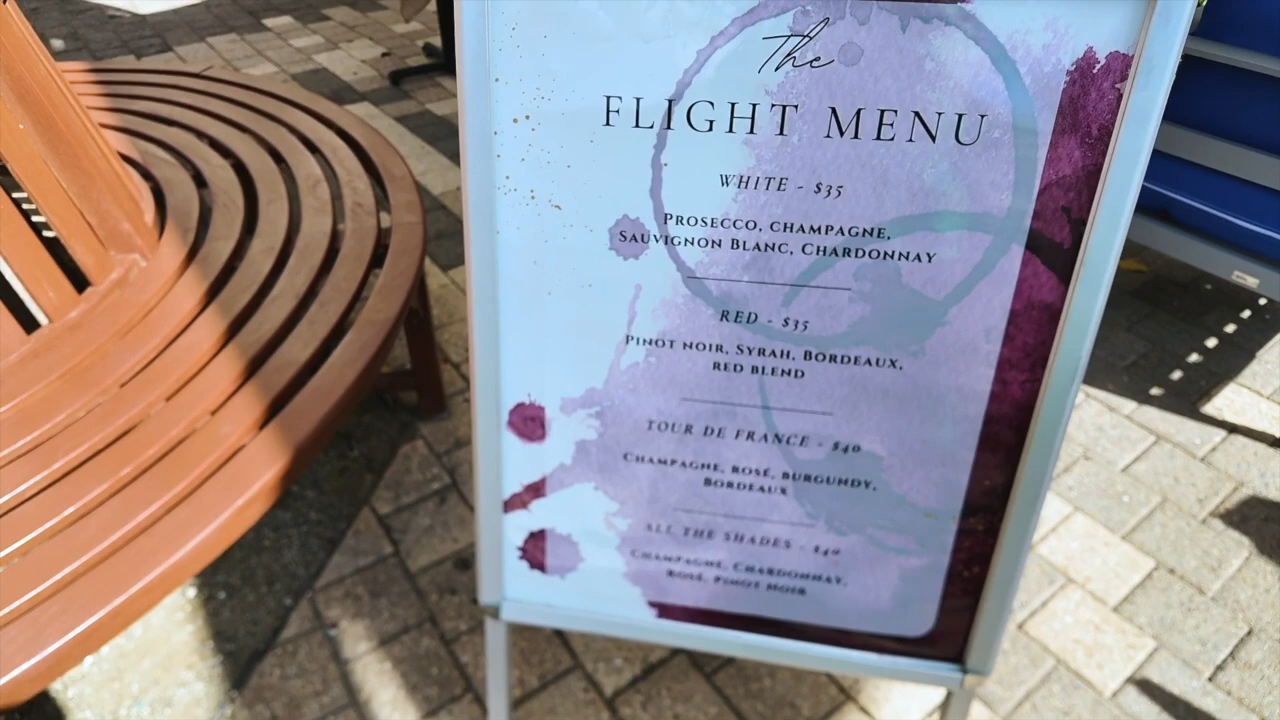 The
FLIGHT MENU
WHITE - $35
PROSECCO, CHAMPAGNE,
SAUVIGNON BLANC, CHARDONNAY
RED - $35
PINOT NOIR, SYRAH, BORDEAUX,
RED BLEND
TOUR DE FRANCE - $40
CHAMPAGNE, ROSÉ, BURGUNDY,
BORDEAUX
ALL THE SHADES - $40
CHAMPAGNE, CHARDONNAY,
ROSÉ, PINOT NOIR